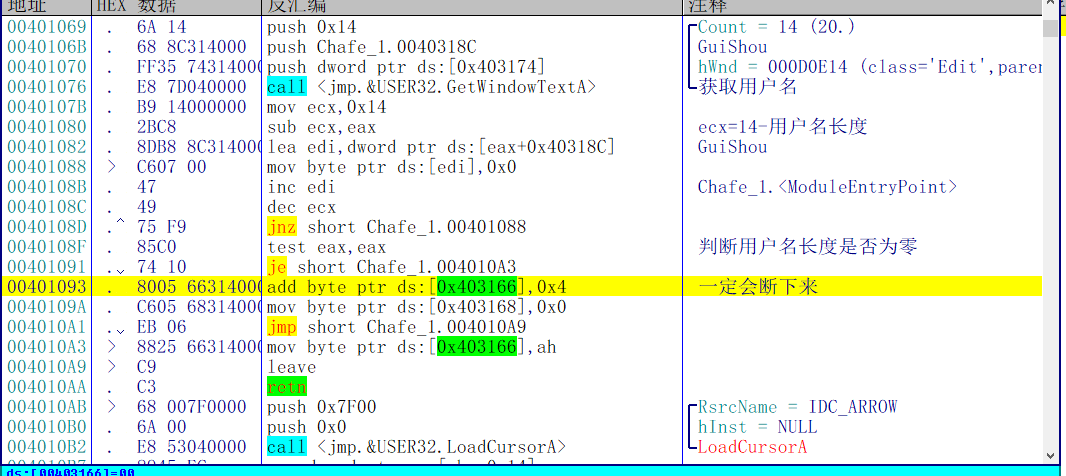 地址 HEX 数据 反汇编 注释
00401069 . 6A 14 push 0x14 Count = 14 (20.)
0040106B . 68 8C314000 push Chafe_1.0040318C GuiShou
00401070 . FF35 74314000 push dword ptr ds:[0x403174] hWnd = 000D0E14 (class='Edit',paren
00401076 . E8 7D040000 call <jmp.&USER32.GetWindowTextA> 获取用户名
0040107B . B9 14000000 mov ecx,0x14
00401080 . 2BC8 sub ecx,eax ecx=14-用户名长度
00401082 . 8DB8 8C314000 lea edi,dword ptr ds:[eax+0x40318C] GuiShou
00401088 > C607 00 mov byte ptr ds:[edi],0x0
0040108B . 47 inc edi Chafe_1.<ModuleEntryPoint>
0040108C . 49 dec ecx
0040108D .^ 75 F9 jnz short Chafe_1.00401088
0040108F . 85C0 test eax,eax 判断用户名长度是否为零
00401091 .v 74 10 je short Chafe_1.004010A3
00401093 . 8005 66314000 add byte ptr ds:[0x403166],0x4 一定会断下来
0040109A . C605 68314000 mov byte ptr ds:[0x403168],0x0
004010A1 .v EB 06 jmp short Chafe_1.004010A9
004010A3 > 8825 66314000 mov byte ptr ds:[0x403166],ah
004010A9 > C9 leave
004010AA . C3 retn
004010AB > 68 007F0000 push 0x7F00 RsrcName = IDC_ARROW
004010B0 . 6A 00 push 0x0 hInst = NULL
004010B2 . E8 53040000 call <jmp.&USER32.LoadCursorA> LoadCursorA
ds:[00403166]=00